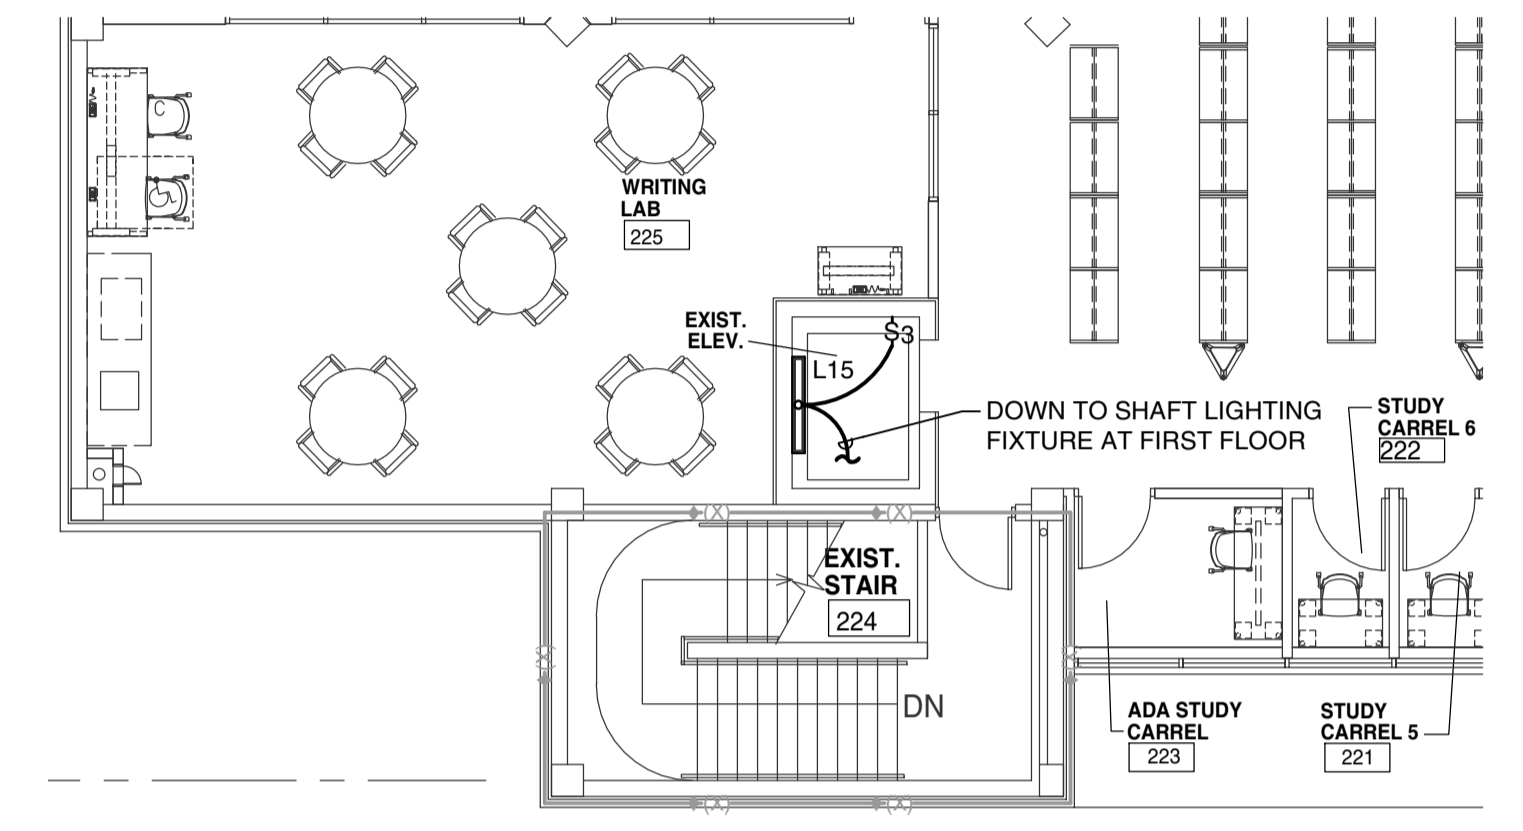 C
WRITING
LAB
225
EXIST.
ELEV.
S3
L15
DOWN TO SHAFT LIGHTING
FIXTURE AT FIRST FLOOR
STUDY
CARREL 6
222
(X)
(X)
EXIST.
STAIR
224
(X)
(X)
DN
ADA STUDY
CARREL
223
STUDY
CARREL 5
221
(X)
(X)